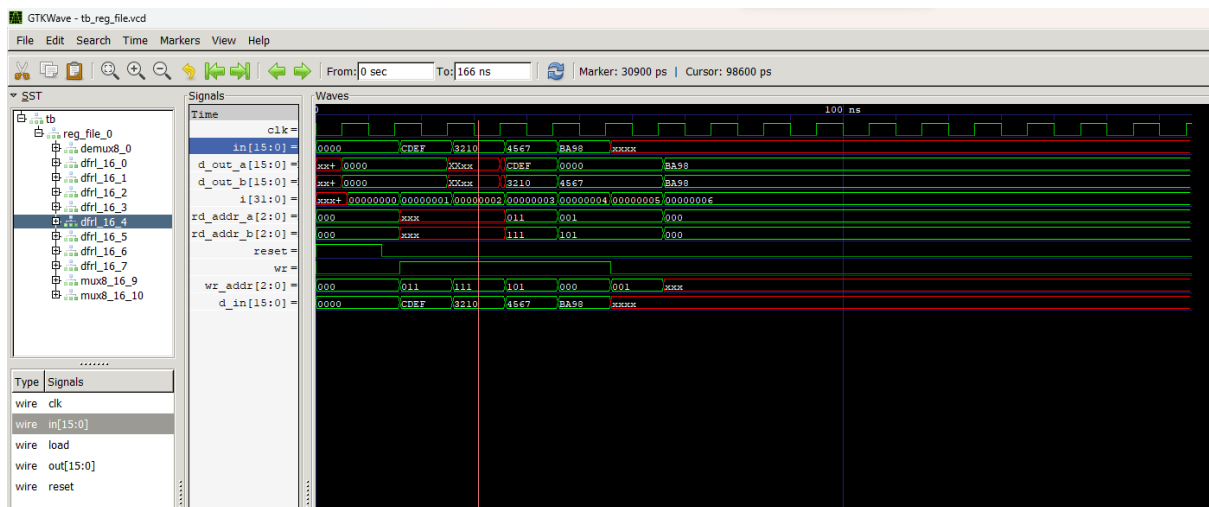 GTKWave - tb_reg_file.vcd
File Edit Search Time Markers View Help
From: 0 sec To: 166 ns Marker: 30900 ps | Cursor: 98600 ps
SST
tb
reg_file_0
demux8_0
dfrl_16_0
dfrl_16_1
dfrl_16_2
dfrl_16_3
dfrl_16_4
dfrl_16_5
dfrl_16_6
dfrl_16_7
mux8_16_9
mux8_16_10
Type Signals
wire clk
wire in[15:0]
wire load
wire out[15:0]
wire reset
Signals
Time
clk=
in[15:0] =
d_out_a[15:0] =
d_out_b[15:0] =
i[31:0] =
rd_addr_a[2:0] =
rd_addr_b[2:0] =
reset=
wr=
wr_addr[2:0] =
d_in[15:0] =
Waves
0 100 ns
0000 CDEF 3210 4567 BA98 xxxx
xx+ 0000 XXxx CDEF 0000 BA98
xx+ 0000 XXxx 3210 4567 BA98
xxx+ 00000000 00000001 00000002 00000003 00000004 00000005 00000006
000 xxx 011 001 000
000 xxx 111 101 000
000 011 111 101 000 001 xxx
0000 CDEF 3210 4567 BA98 xxxx